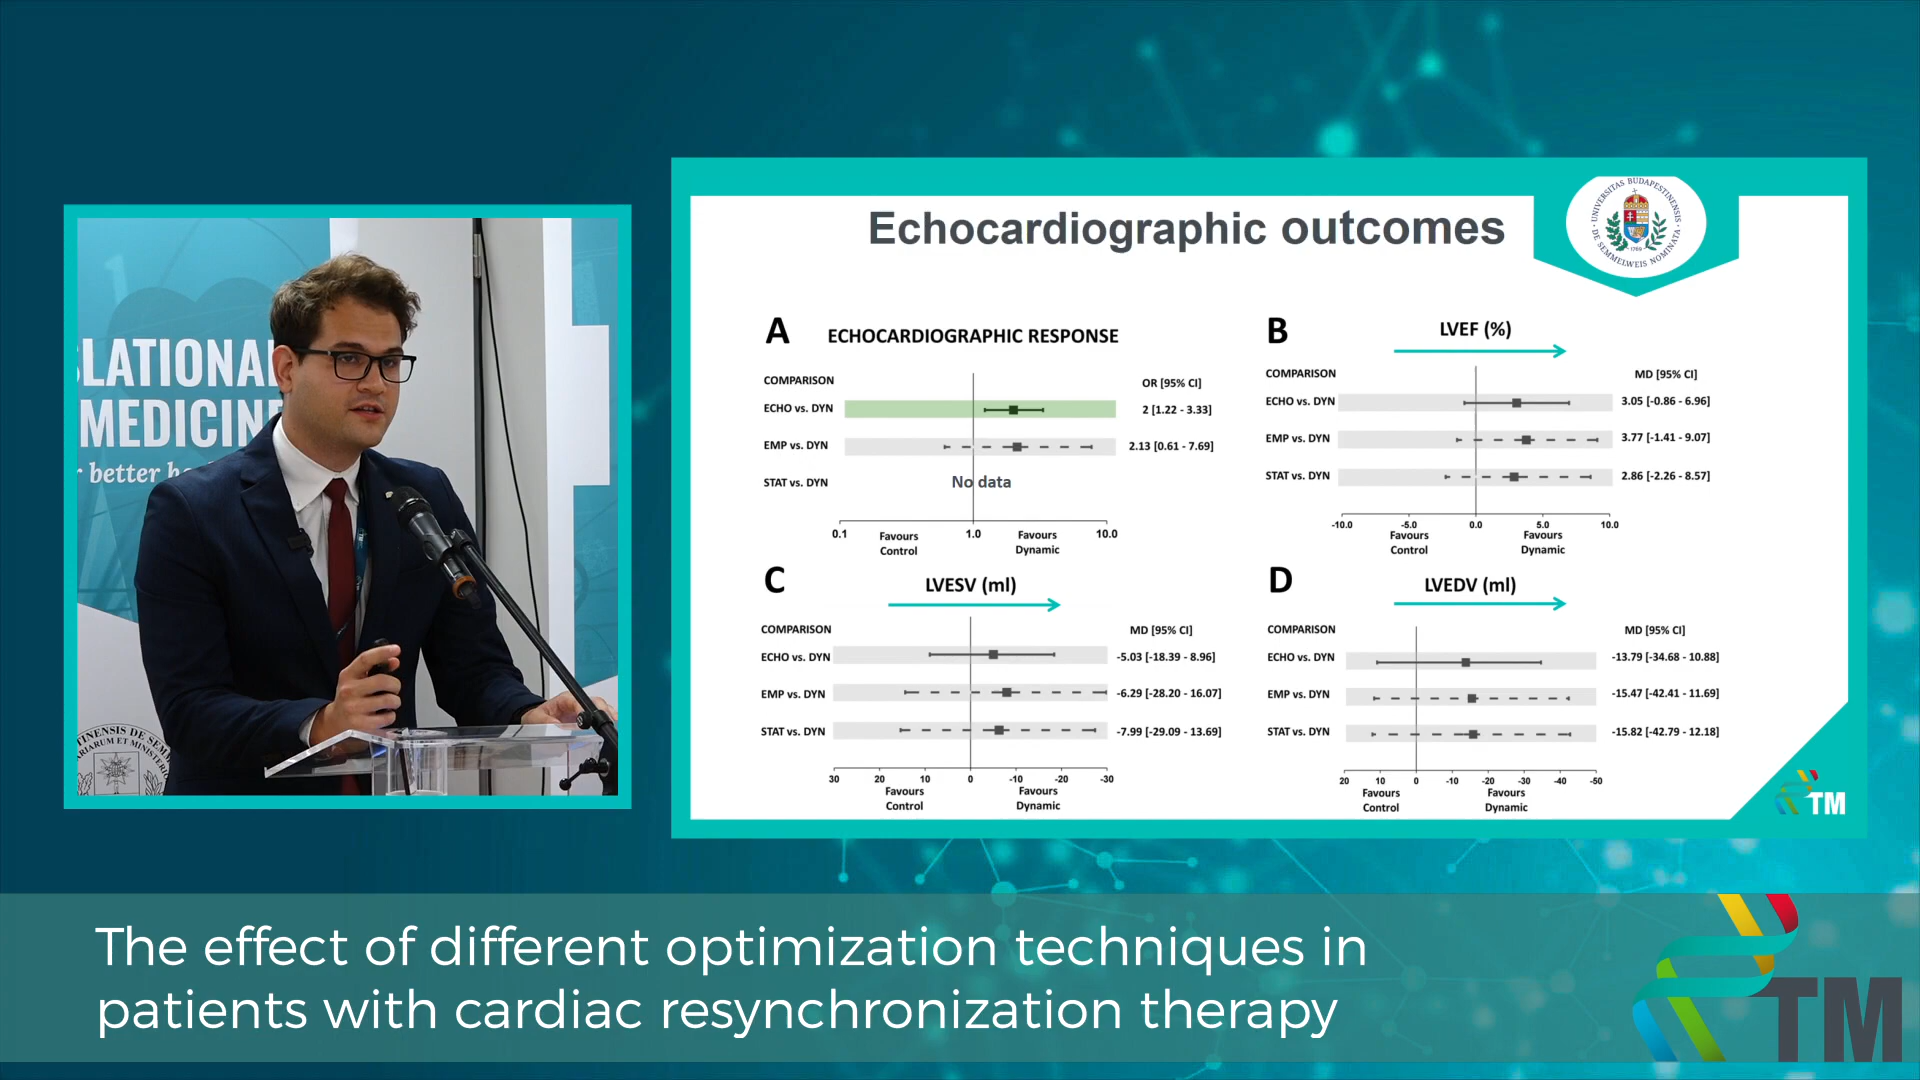 SLATIONAL
MEDICINE
r better he
TINENSIS DE SEM
ARIARUM ET MINISTERIO
Echocardiographic outcomes
UNIVERSITAS BUDAPESTINENSIS
DE SEMMELWEIS NOMINATA
1769
A
ECHOCARDIOGRAPHIC RESPONSE
COMPARISON
OR [95% CI]
ECHO vs. DYN
2 [1.22 - 3.33]
EMP vs. DYN
2.13 [0.61 - 7.69]
STAT vs. DYN
No data
0.1 1.0 10.0
Favours Favours
Control Dynamic
B
LVEF (%)
COMPARISON
MD [95% CI]
ECHO vs. DYN
3.05 [-0.86 - 6.96]
EMP vs. DYN
3.77 [-1.41 - 9.07]
STAT vs. DYN
2.86 [-2.26 - 8.57]
-10.0 -5.0 0.0 5.0 10.0
Favours Favours
Control Dynamic
C
LVESV (ml)
COMPARISON
MD [95% CI]
ECHO vs. DYN
-5.03 [-18.39 - 8.96]
EMP vs. DYN
-6.29 [-28.20 - 16.07]
STAT vs. DYN
-7.99 [-29.09 - 13.69]
30 20 10 0 -10 -20 -30
Favours Favours
Control Dynamic
D
LVEDV (ml)
COMPARISON
MD [95% CI]
ECHO vs. DYN
-13.79 [-34.68 - 10.88]
EMP vs. DYN
-15.47 [-42.41 - 11.69]
STAT vs. DYN
-15.82 [-42.79 - 12.18]
20 10 0 -10 -20 -30 -40 -50
Favours Favours
Control Dynamic
TM
The effect of different optimization techniques in
patients with cardiac resynchronization therapy
TM